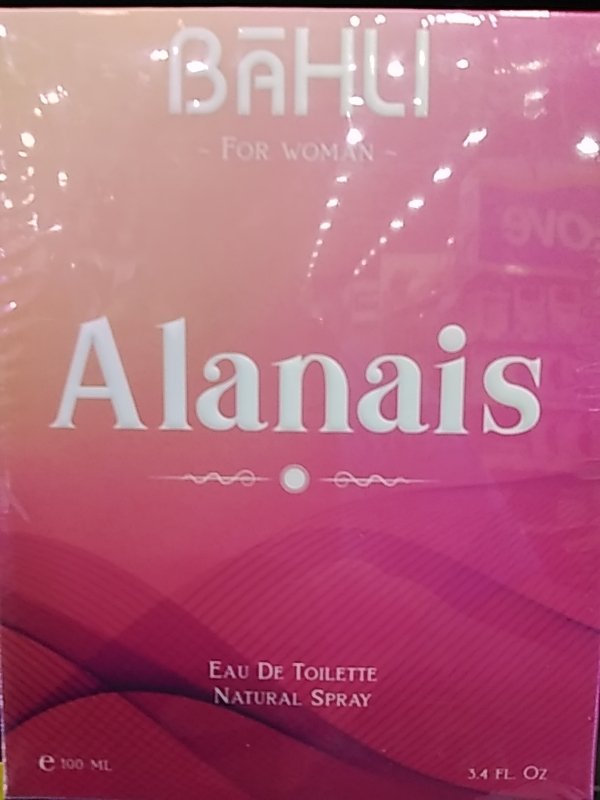 BĀHLI
~ FOR WOMAN ~
Alanais
EAU DE TOILETTE
NATURAL SPRAY
e 100 ML
3.4 FL. OZ